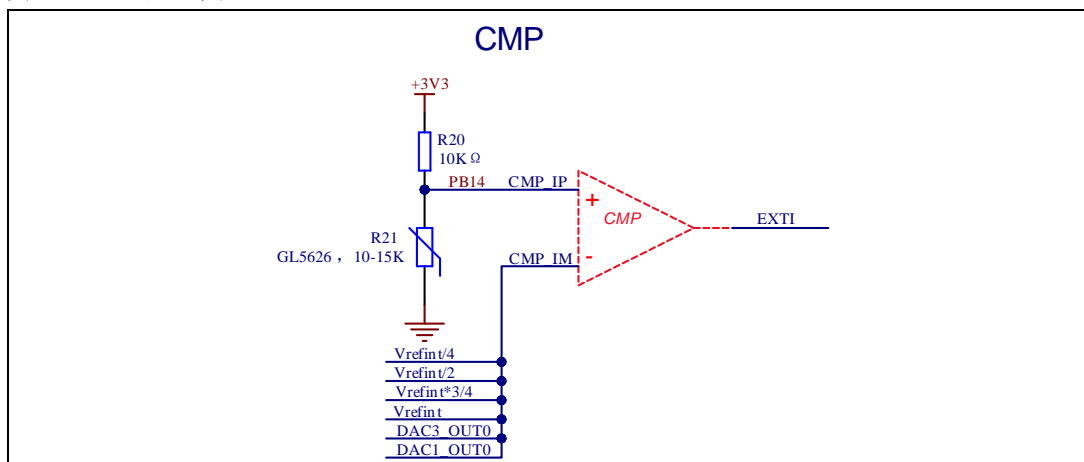 CMP
+3V3
R20
10KΩ
PB14 CMP_IP
+
CMP
EXTI
R21
GL5626，10-15K
CMP_IM
-
Vrefint/4
Vrefint/2
Vrefint*3/4
Vrefint
DAC3_OUT0
DAC1_OUT0